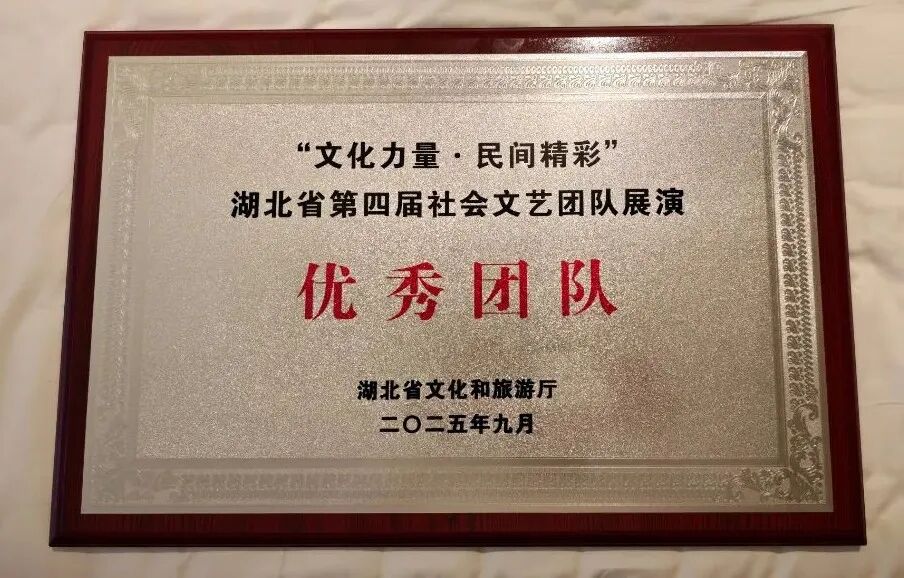 “文化力量·民间精彩”
湖北省第四届社会文艺团队展演
优秀团队
湖北省文化和旅游厅
二〇二五年九月